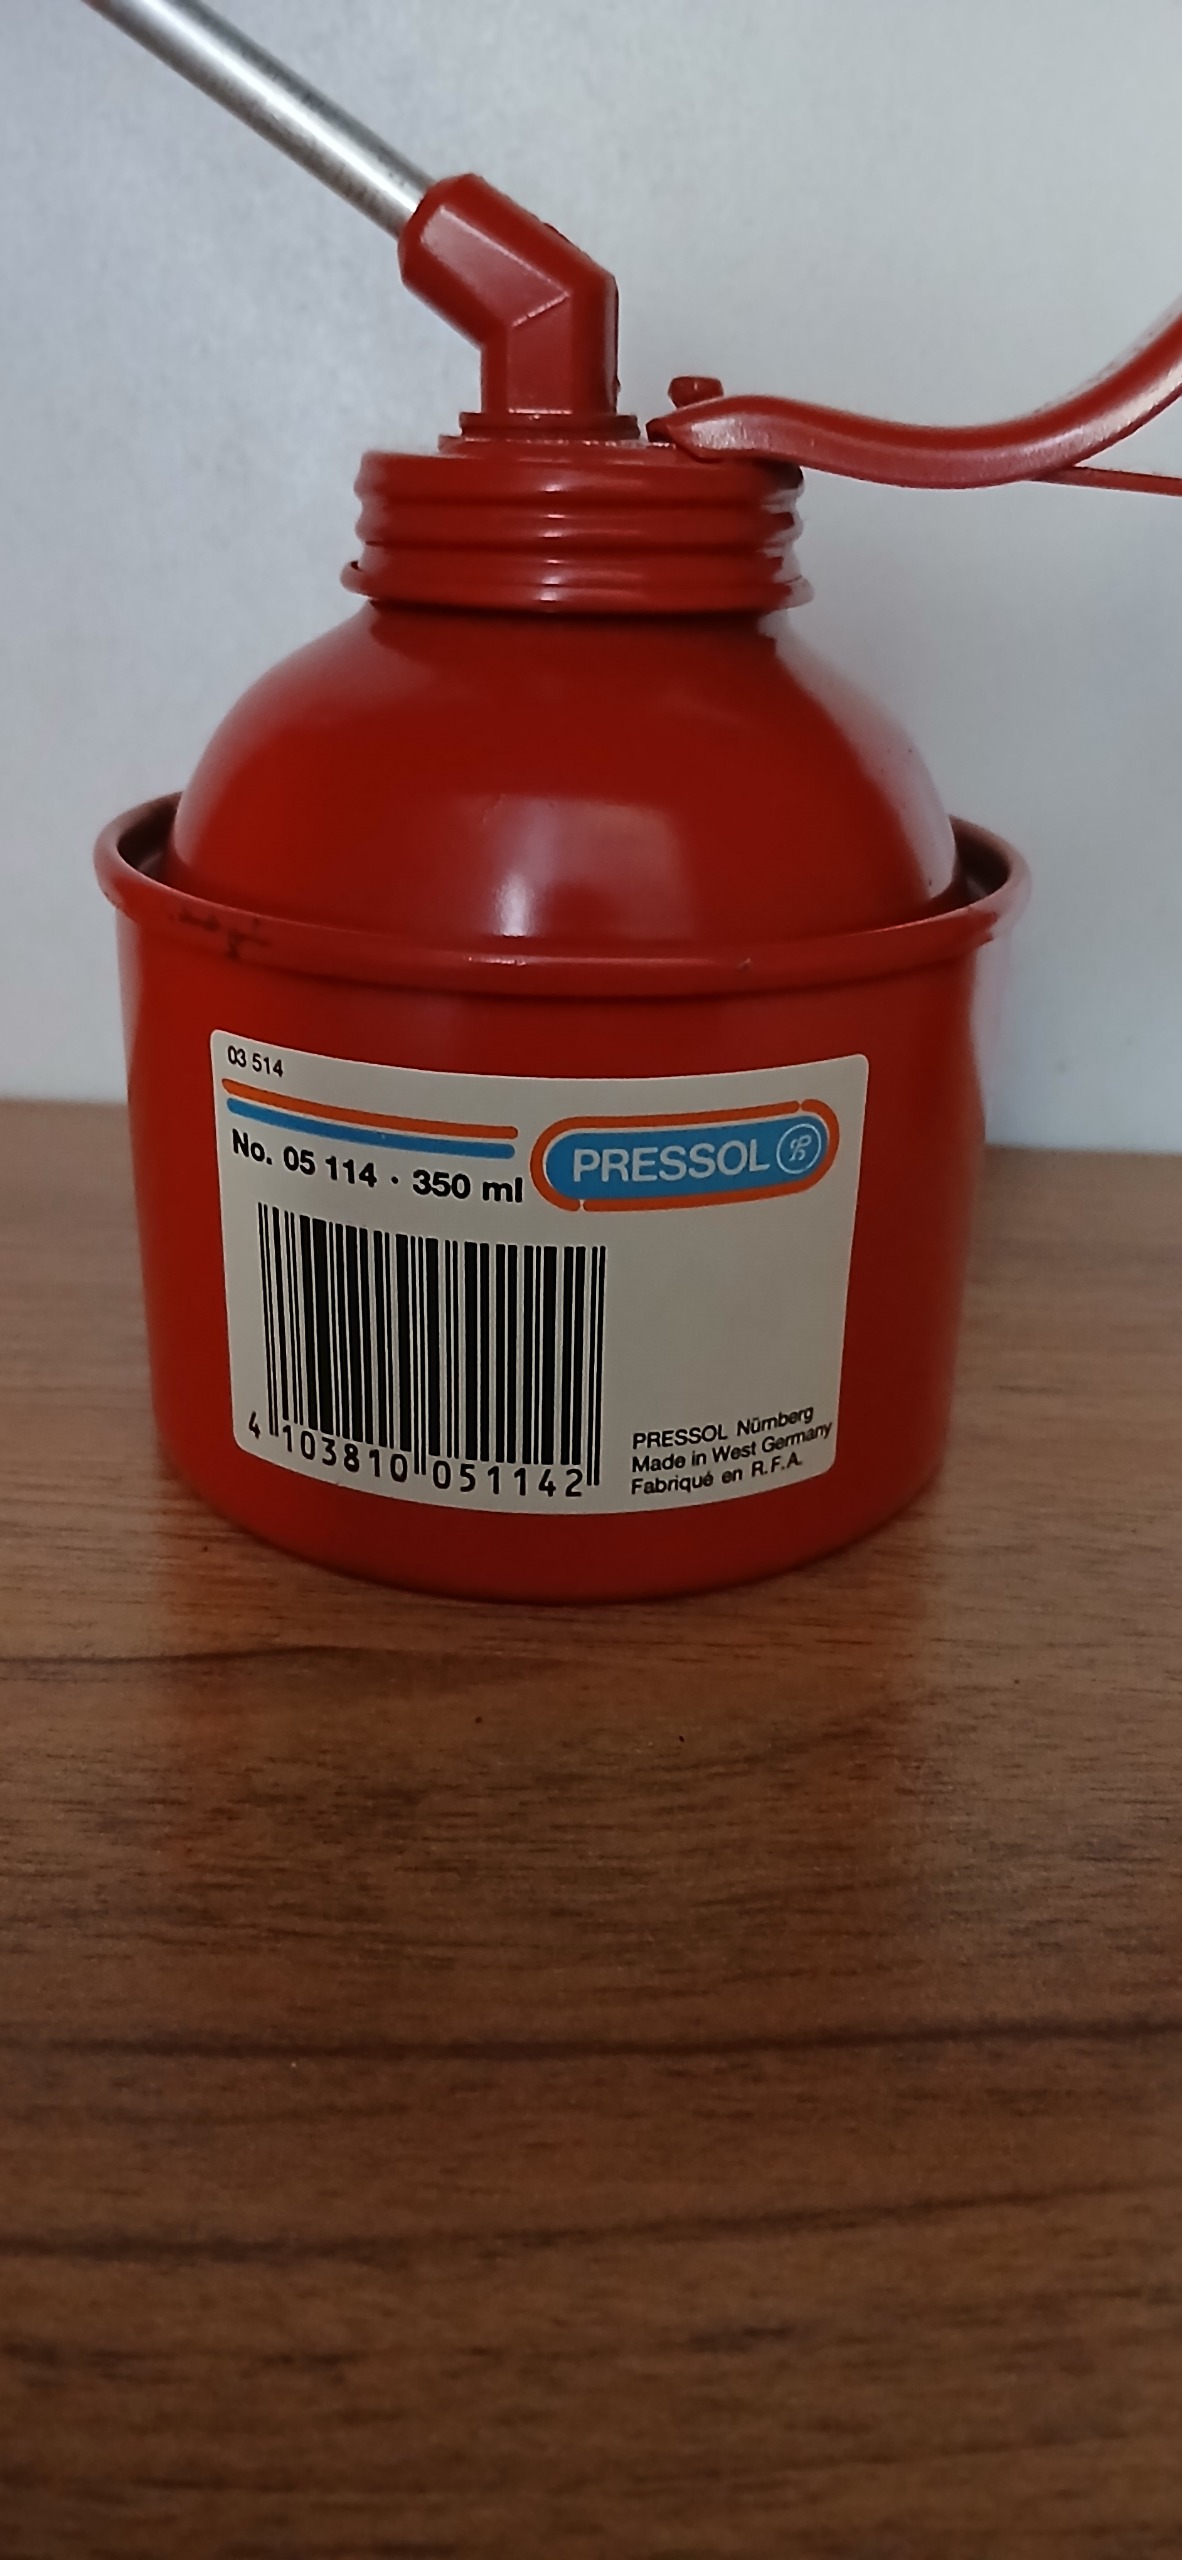 03 514
No. 05 114 · 350 ml
PRESSOL
4 103810 051142
PRESSOL Nürnberg
Made in West Germany
Fabriqué en R.F.A.